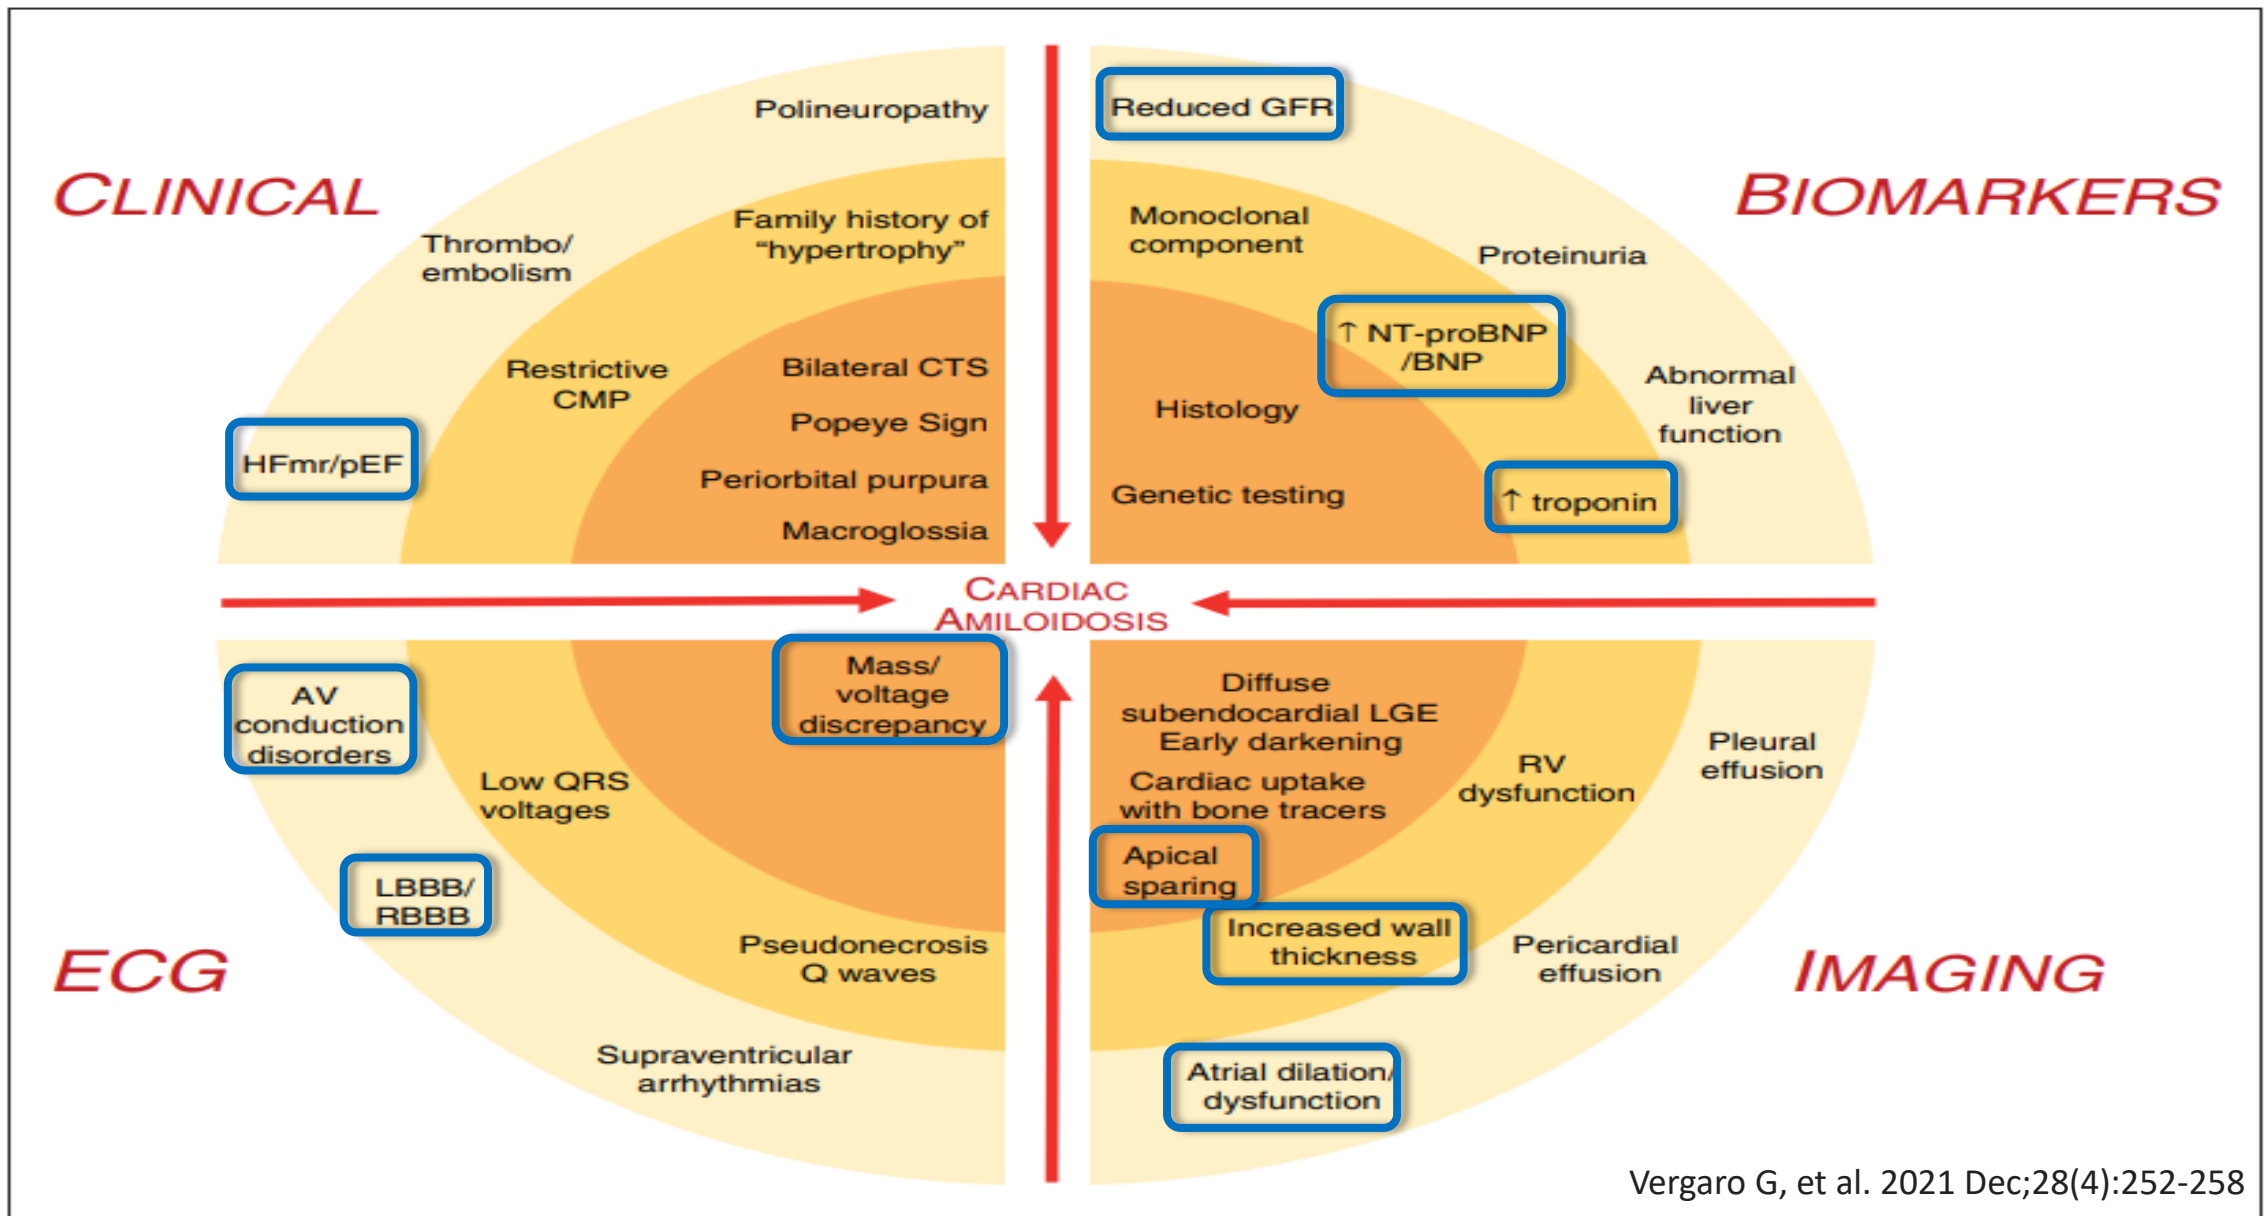 CLINICAL
Polineuropathy
Thrombo/
embolism
Family history of
“hypertrophy”
Restrictive
CMP
HFmr/pEF
Bilateral CTS
Popeye Sign
Periorbital purpura
Macroglossia
BIOMARKERS
Reduced GFR
Monoclonal
component
Proteinuria
↑ NT-proBNP
/BNP
Abnormal
liver
function
Histology
Genetic testing
↑ troponin
CARDIAC
AMILOIDOSIS
ECG
AV
conduction
disorders
Mass/
voltage
discrepancy
Low QRS
voltages
LBBB/
RBBB
Pseudonecrosis
Q waves
Supraventricular
arrhythmias
IMAGING
Diffuse
subendocardial LGE
Early darkening
Cardiac uptake
with bone tracers
Apical
sparing
RV
dysfunction
Pleural
effusion
Increased wall
thickness
Pericardial
effusion
Atrial dilation/
dysfunction
Vergaro G, et al. 2021 Dec;28(4):252-258